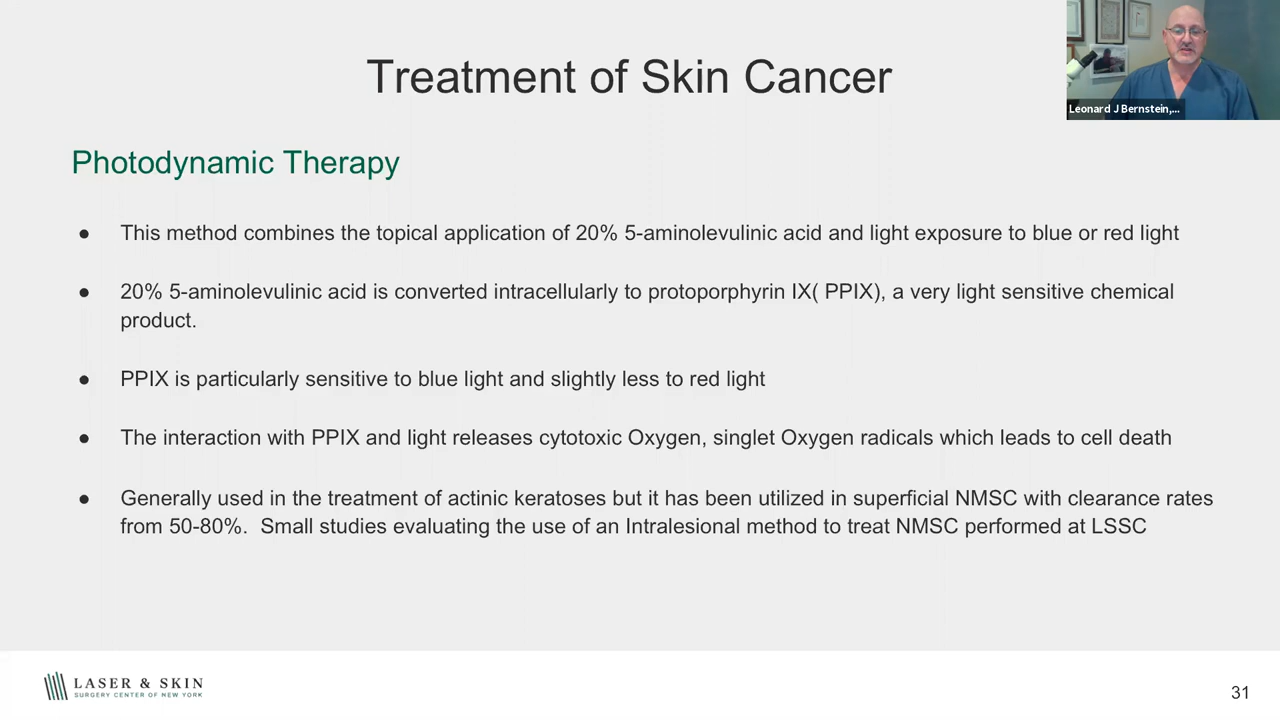 Treatment of Skin Cancer
Leonard J Bernstein,...
Photodynamic Therapy
● This method combines the topical application of 20% 5-aminolevulinic acid and light exposure to blue or red light
● 20% 5-aminolevulinic acid is converted intracellularly to protoporphyrin IX( PPIX), a very light sensitive chemical
product.
● PPIX is particularly sensitive to blue light and slightly less to red light
● The interaction with PPIX and light releases cytotoxic Oxygen, singlet Oxygen radicals which leads to cell death
● Generally used in the treatment of actinic keratoses but it has been utilized in superficial NMSC with clearance rates
from 50-80%.  Small studies evaluating the use of an Intralesional method to treat NMSC performed at LSSC
LASER & SKIN
SURGERY CENTER OF NEW YORK
31